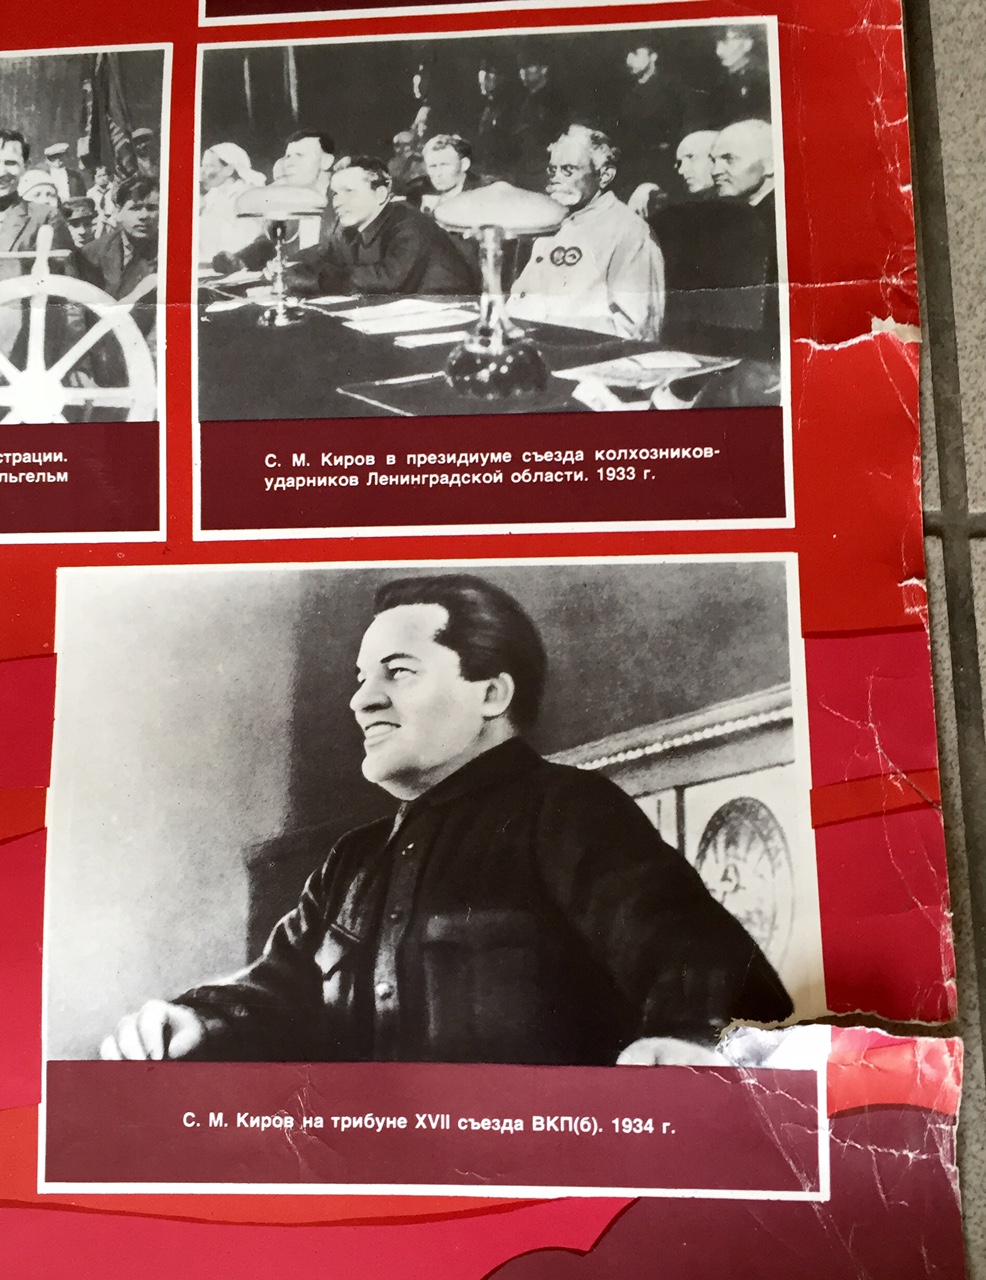 страции.
льгельм
С. М. Киров в президиуме съезда колхозников-
ударников Ленинградской области. 1933 г.
С. М. Киров на трибуне XVII съезда ВКП(б). 1934 г.